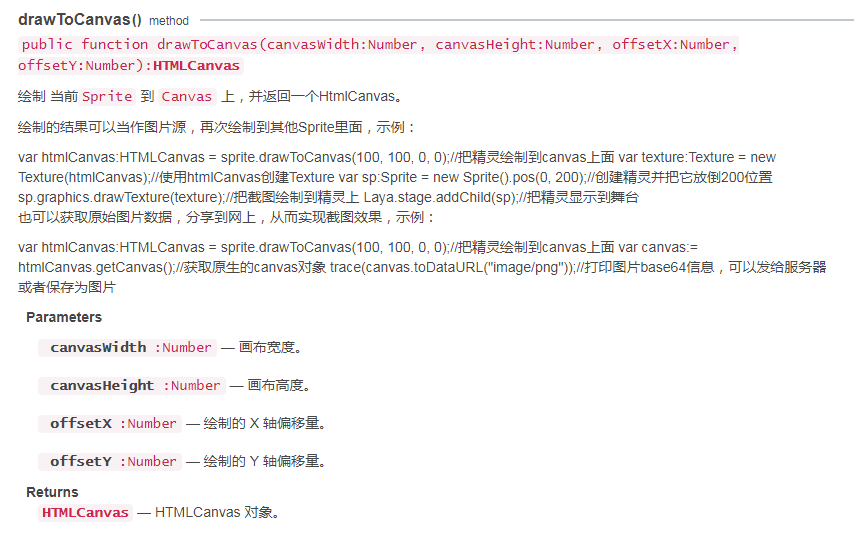 drawToCanvas() method
public function drawToCanvas(canvasWidth:Number, canvasHeight:Number, offsetX:Number,
offsetY:Number):HTMLCanvas
绘制 当前 Sprite 到 Canvas 上，并返回一个HtmlCanvas。
绘制的结果可以当作图片源，再次绘制到其他Sprite里面，示例：
var htmlCanvas:HTMLCanvas = sprite.drawToCanvas(100, 100, 0, 0);//把精灵绘制到canvas上面 var texture:Texture = new
Texture(htmlCanvas);//使用htmlCanvas创建Texture var sp:Sprite = new Sprite().pos(0, 200);//创建精灵并把它放倒200位置
sp.graphics.drawTexture(texture);//把截图绘制到精灵上 Laya.stage.addChild(sp);//把精灵显示到舞台
也可以获取原始图片数据，分享到网上，从而实现截图效果，示例：
var htmlCanvas:HTMLCanvas = sprite.drawToCanvas(100, 100, 0, 0);//把精灵绘制到canvas上面 var canvas:=
htmlCanvas.getCanvas();//获取原生的canvas对象 trace(canvas.toDataURL("image/png"));//打印图片base64信息，可以发给服务器
或者保存为图片
Parameters
canvasWidth :Number — 画布宽度。
canvasHeight :Number — 画布高度。
offsetX :Number — 绘制的 X 轴偏移量。
offsetY :Number — 绘制的 Y 轴偏移量。
Returns
HTMLCanvas — HTMLCanvas 对象。